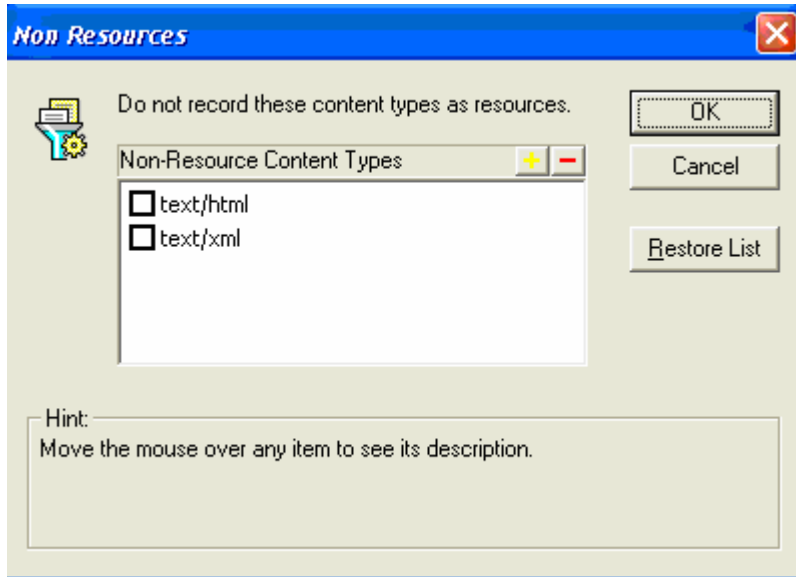 Non Resources
Do not record these content types as resources.
OK
Non-Resource Content Types
Cancel
text/html
text/xml
Restore List
Hint:
Move the mouse over any item to see its description.